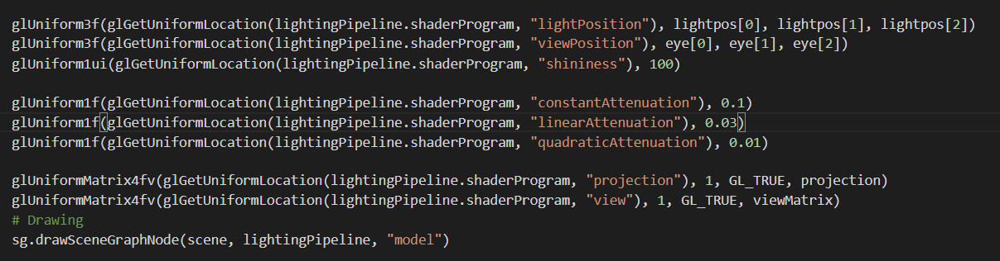 glUniform3f(glGetUniformLocation(lightingPipeline.shaderProgram, "lightPosition"), lightpos[0], lightpos[1], lightpos[2])
glUniform3f(glGetUniformLocation(lightingPipeline.shaderProgram, "viewPosition"), eye[0], eye[1], eye[2])
glUniform1ui(glGetUniformLocation(lightingPipeline.shaderProgram, "shininess"), 100)
glUniform1f(glGetUniformLocation(lightingPipeline.shaderProgram, "constantAttenuation"), 0.1)
glUniform1f(glGetUniformLocation(lightingPipeline.shaderProgram, "linearAttenuation"), 0.03)
glUniform1f(glGetUniformLocation(lightingPipeline.shaderProgram, "quadraticAttenuation"), 0.01)
glUniformMatrix4fv(glGetUniformLocation(lightingPipeline.shaderProgram, "projection"), 1, GL_TRUE, projection)
glUniformMatrix4fv(glGetUniformLocation(lightingPipeline.shaderProgram, "view"), 1, GL_TRUE, viewMatrix)
# Drawing
sg.drawSceneGraphNode(scene, lightingPipeline, "model")